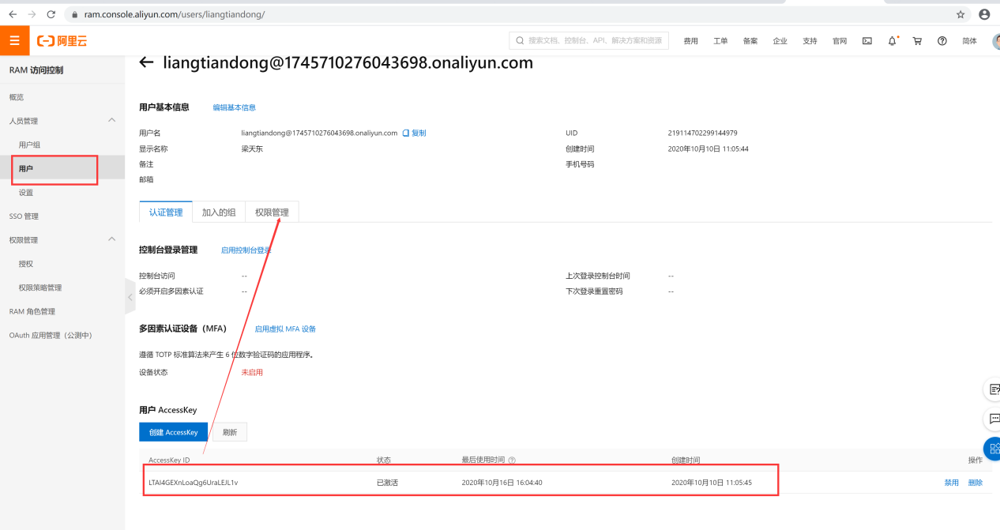 ram.console.aliyun.com/users/liangtiandong/
阿里云
搜索文档、控制台、API、解决方案和资源
费用 工单 备案 企业 支持 官网 简体
RAM 访问控制
概览
人员管理
用户组
用户
设置
SSO 管理
权限管理
授权
权限策略管理
RAM 角色管理
OAuth 应用管理（公测中）
liangtiandong@1745710276043698.onaliyun.com
用户基本信息 编辑基本信息
用户名 liangtiandong@1745710276043698.onaliyun.com 复制 UID 219114702299144979
显示名称 梁天东 创建时间 2020年10月10日 11:05:44
备注 手机号码
邮箱
认证管理 加入的组 权限管理
控制台登录管理 启用控制台登录
控制台访问 -- 上次登录控制台时间 --
必须开启多因素认证 -- 下次登录重置密码 --
多因素认证设备（MFA） 启用虚拟 MFA 设备
遵循 TOTP 标准算法来产生 6 位数字验证码的应用程序。
设备状态 未启用
用户 AccessKey
创建 AccessKey 刷新
AccessKey ID 状态 最后使用时间 创建时间 操作
LTAI4GEXnLoaQg6UraLEJL1v 已激活 2020年10月16日 16:04:40 2020年10月10日 11:05:45 禁用 删除